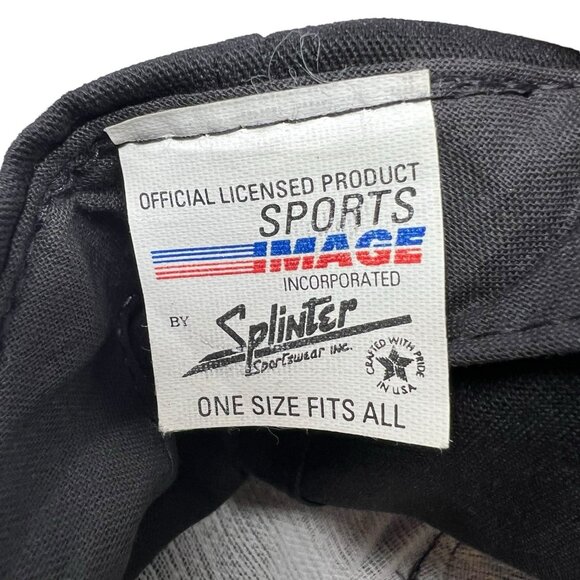 OFFICIAL LICENSED PRODUCT
SPORTS
IMAGE
INCORPORATED
BY Splinter
Sportswear Inc.
CRAFTED WITH PRIDE
IN USA
ONE SIZE FITS ALL